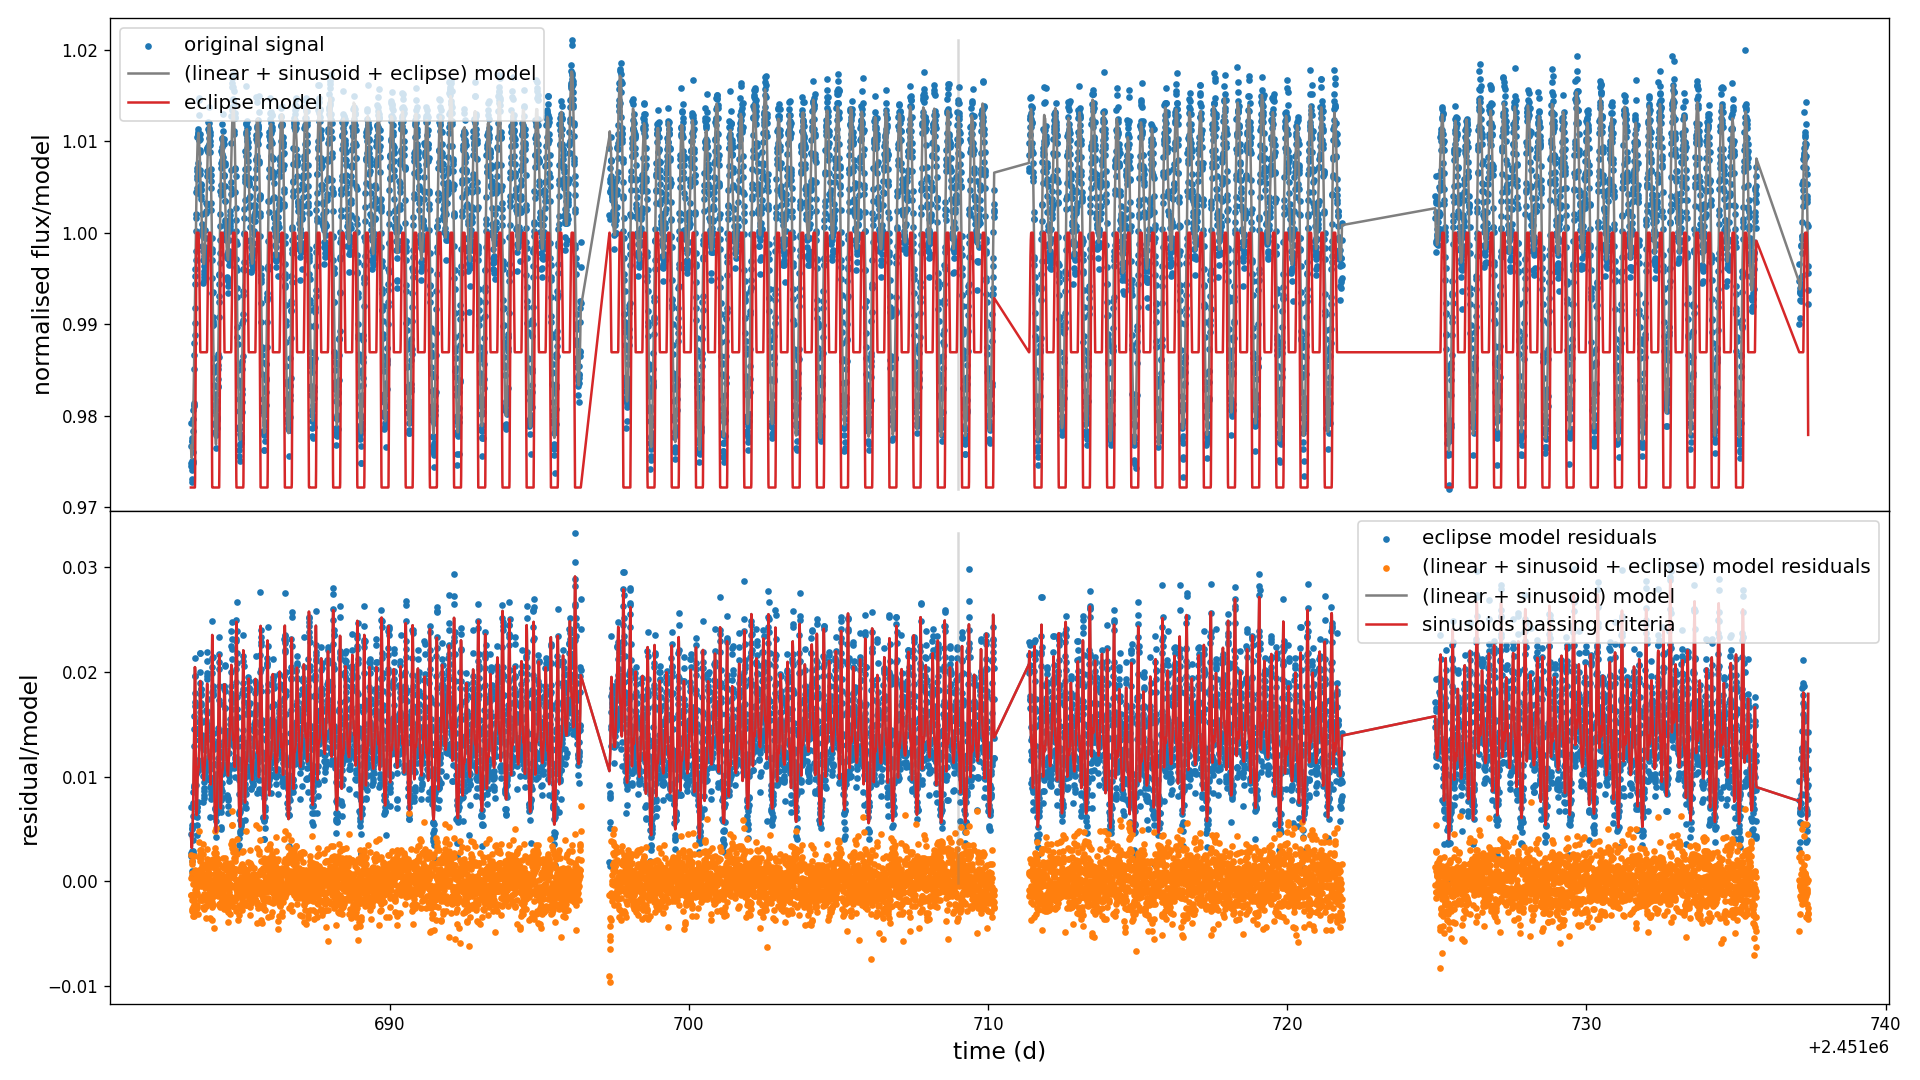 original signal
(linear + sinusoid + eclipse) model
eclipse model
1.02
1.01
1.00
0.99
0.98
0.97
normalised flux/model
eclipse model residuals
(linear + sinusoid + eclipse) model residuals
(linear + sinusoid) model
sinusoids passing criteria
0.03
0.02
0.01
0.00
−0.01
residual/model
690
700
710
720
730
740
time (d)
+2.451e6